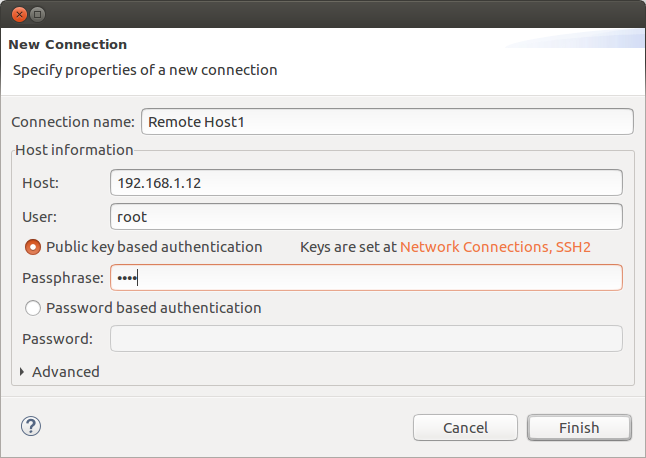 New Connection
Specify properties of a new connection
Connection name: Remote Host1
Host information
Host: 192.168.1.12
User: root
Public key based authentication Keys are set at Network Connections, SSH2
Passphrase: ••••
Password based authentication
Password:
Advanced
? Cancel Finish